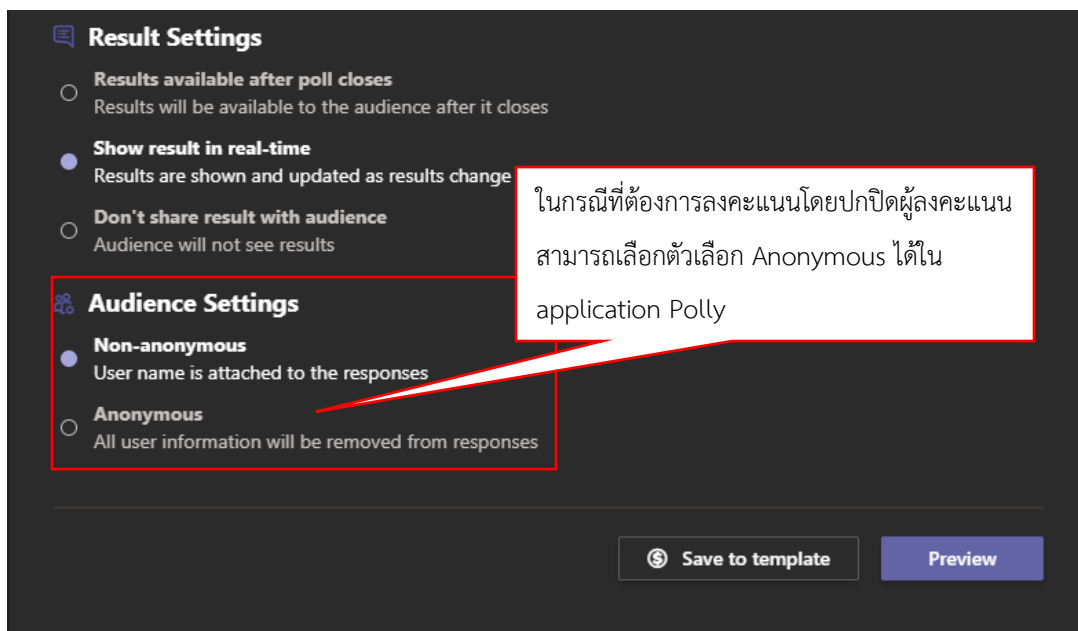 Result Settings
Results available after poll closes
Results will be available to the audience after it closes
Show result in real-time
Results are shown and updated as results change
Don't share result with audience
Audience will not see results
ในกรณีที่ต้องการลงคะแนนโดยปกปิดผู้ลงคะแนน
สามารถเลือกตัวเลือก Anonymous ได้ใน
application Polly
Audience Settings
Non-anonymous
User name is attached to the responses
Anonymous
All user information will be removed from responses
Save to template
Preview